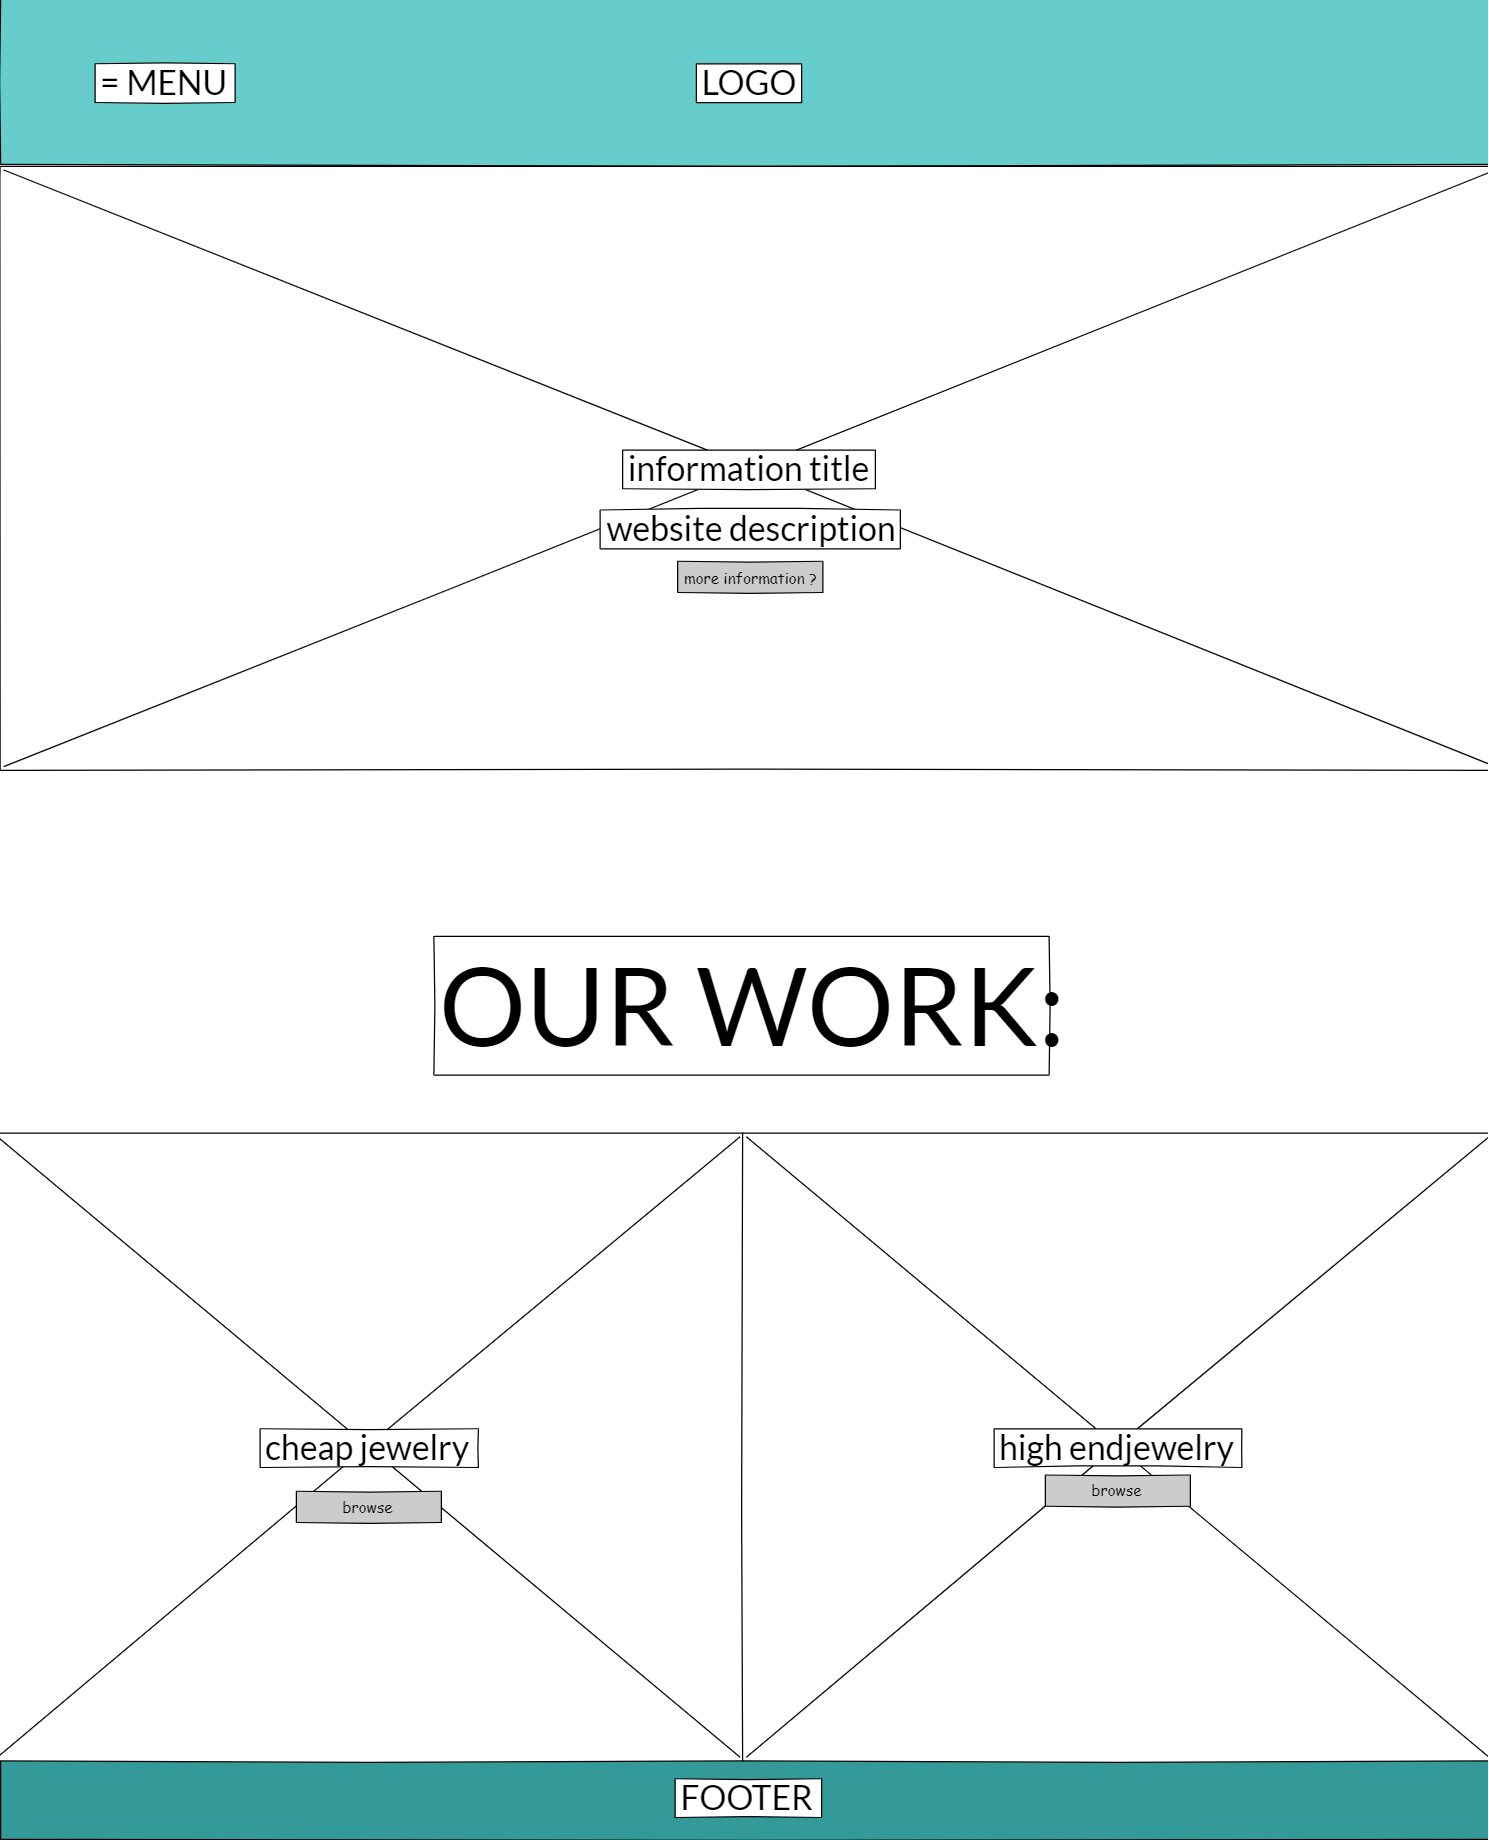 = MENU
LOGO
information title
website description
more information ?
OUR WORK:
cheap jewelry
high endjewelry
browse
browse
FOOTER